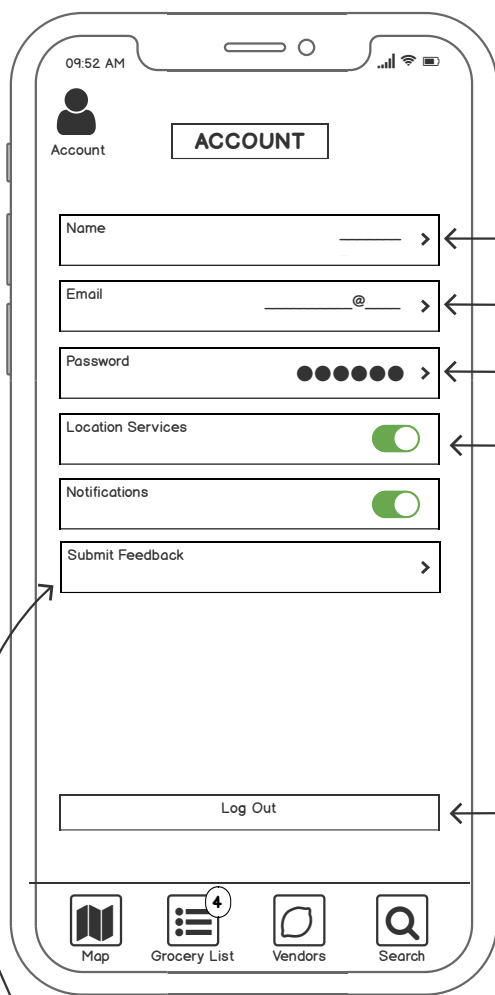 09:52 AM
Account
ACCOUNT
Name
Email
@
Password
Location Services
Notifications
Submit Feedback
Log Out
4
Map
Grocery List
Vendors
Search